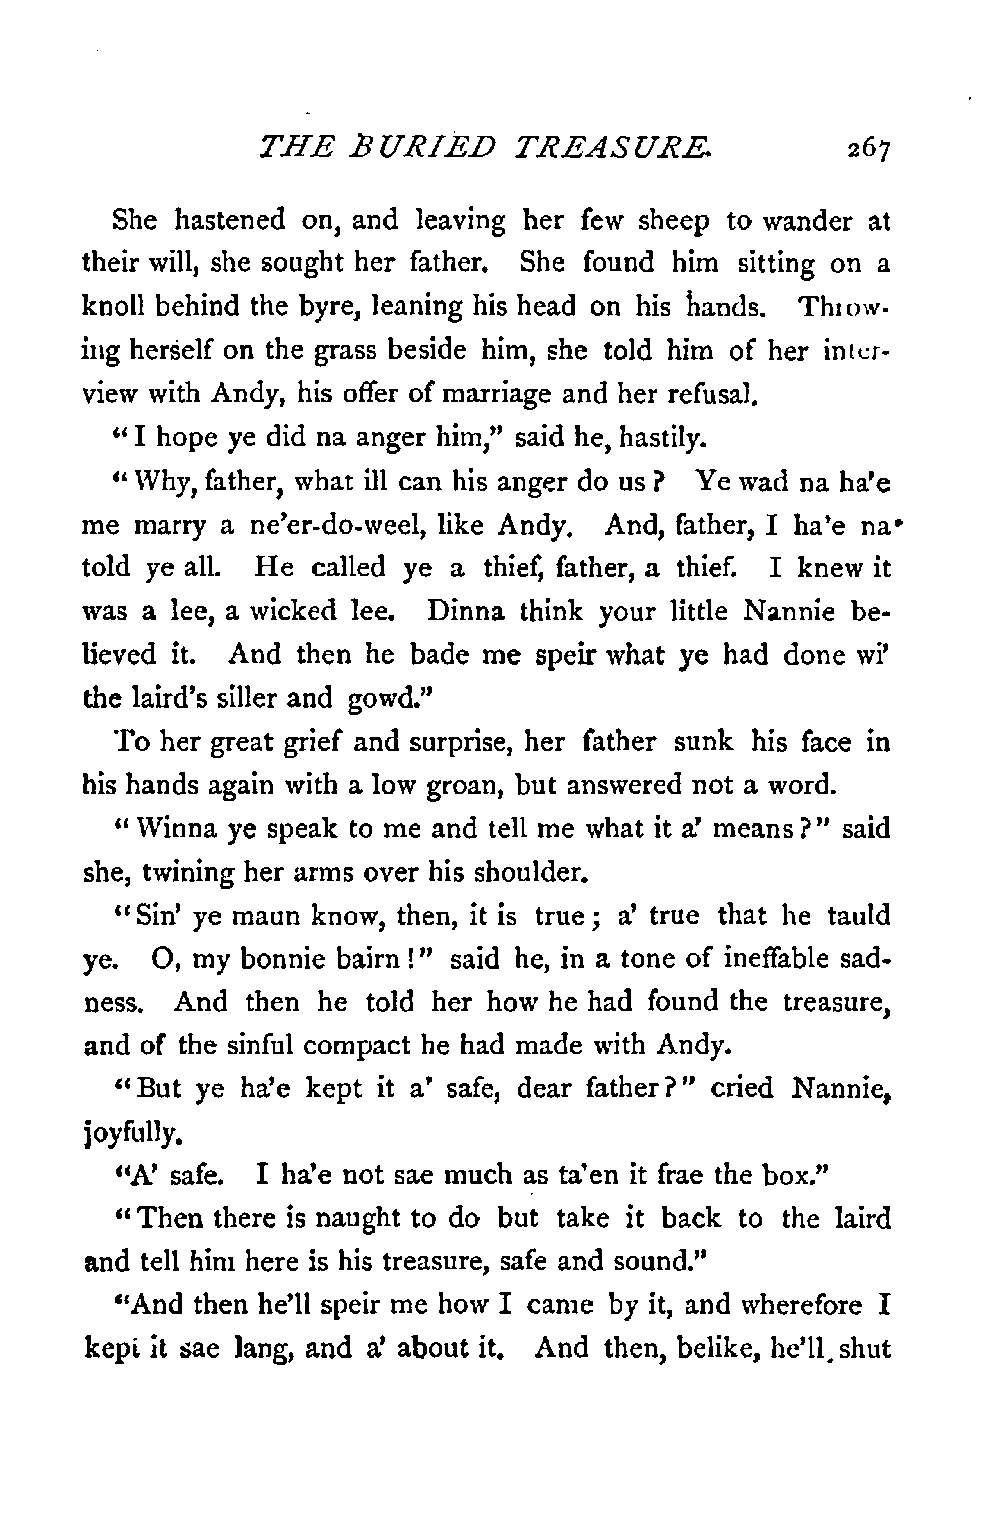 THE BURIED TREASURE. 267
She hastened on, and leaving her few sheep to wander at
their will, she sought her father. She found him sitting on a
knoll behind the byre, leaning his head on his hands. Throw-
ing herself on the grass beside him, she told him of her inter-
view with Andy, his offer of marriage and her refusal.
"I hope ye did na anger him," said he, hastily.
"Why, father, what ill can his anger do us? Ye wad na ha'e
me marry a ne'er-do-weel, like Andy. And, father, I ha'e na'
told ye all. He called ye a thief, father, a thief. I knew it
was a lee, a wicked lee. Dinna think your little Nannie be-
lieved it. And then he bade me speir what ye had done wi'
the laird's siller and gowd."
To her great grief and surprise, her father sunk his face in
his hands again with a low groan, but answered not a word.
"Winna ye speak to me and tell me what it a' means?" said
she, twining her arms over his shoulder.
"Sin' ye maun know, then, it is true; a' true that he tauld
ye. O, my bonnie bairn!" said he, in a tone of ineffable sad-
ness. And then he told her how he had found the treasure,
and of the sinful compact he had made with Andy.
"But ye ha'e kept it a' safe, dear father?" cried Nannie,
joyfully.
"A' safe. I ha'e not sae much as ta'en it frae the box."
"Then there is naught to do but take it back to the laird
and tell him here is his treasure, safe and sound."
"And then he'll speir me how I came by it, and wherefore I
kept it sae lang, and a' about it. And then, belike, he'll shut